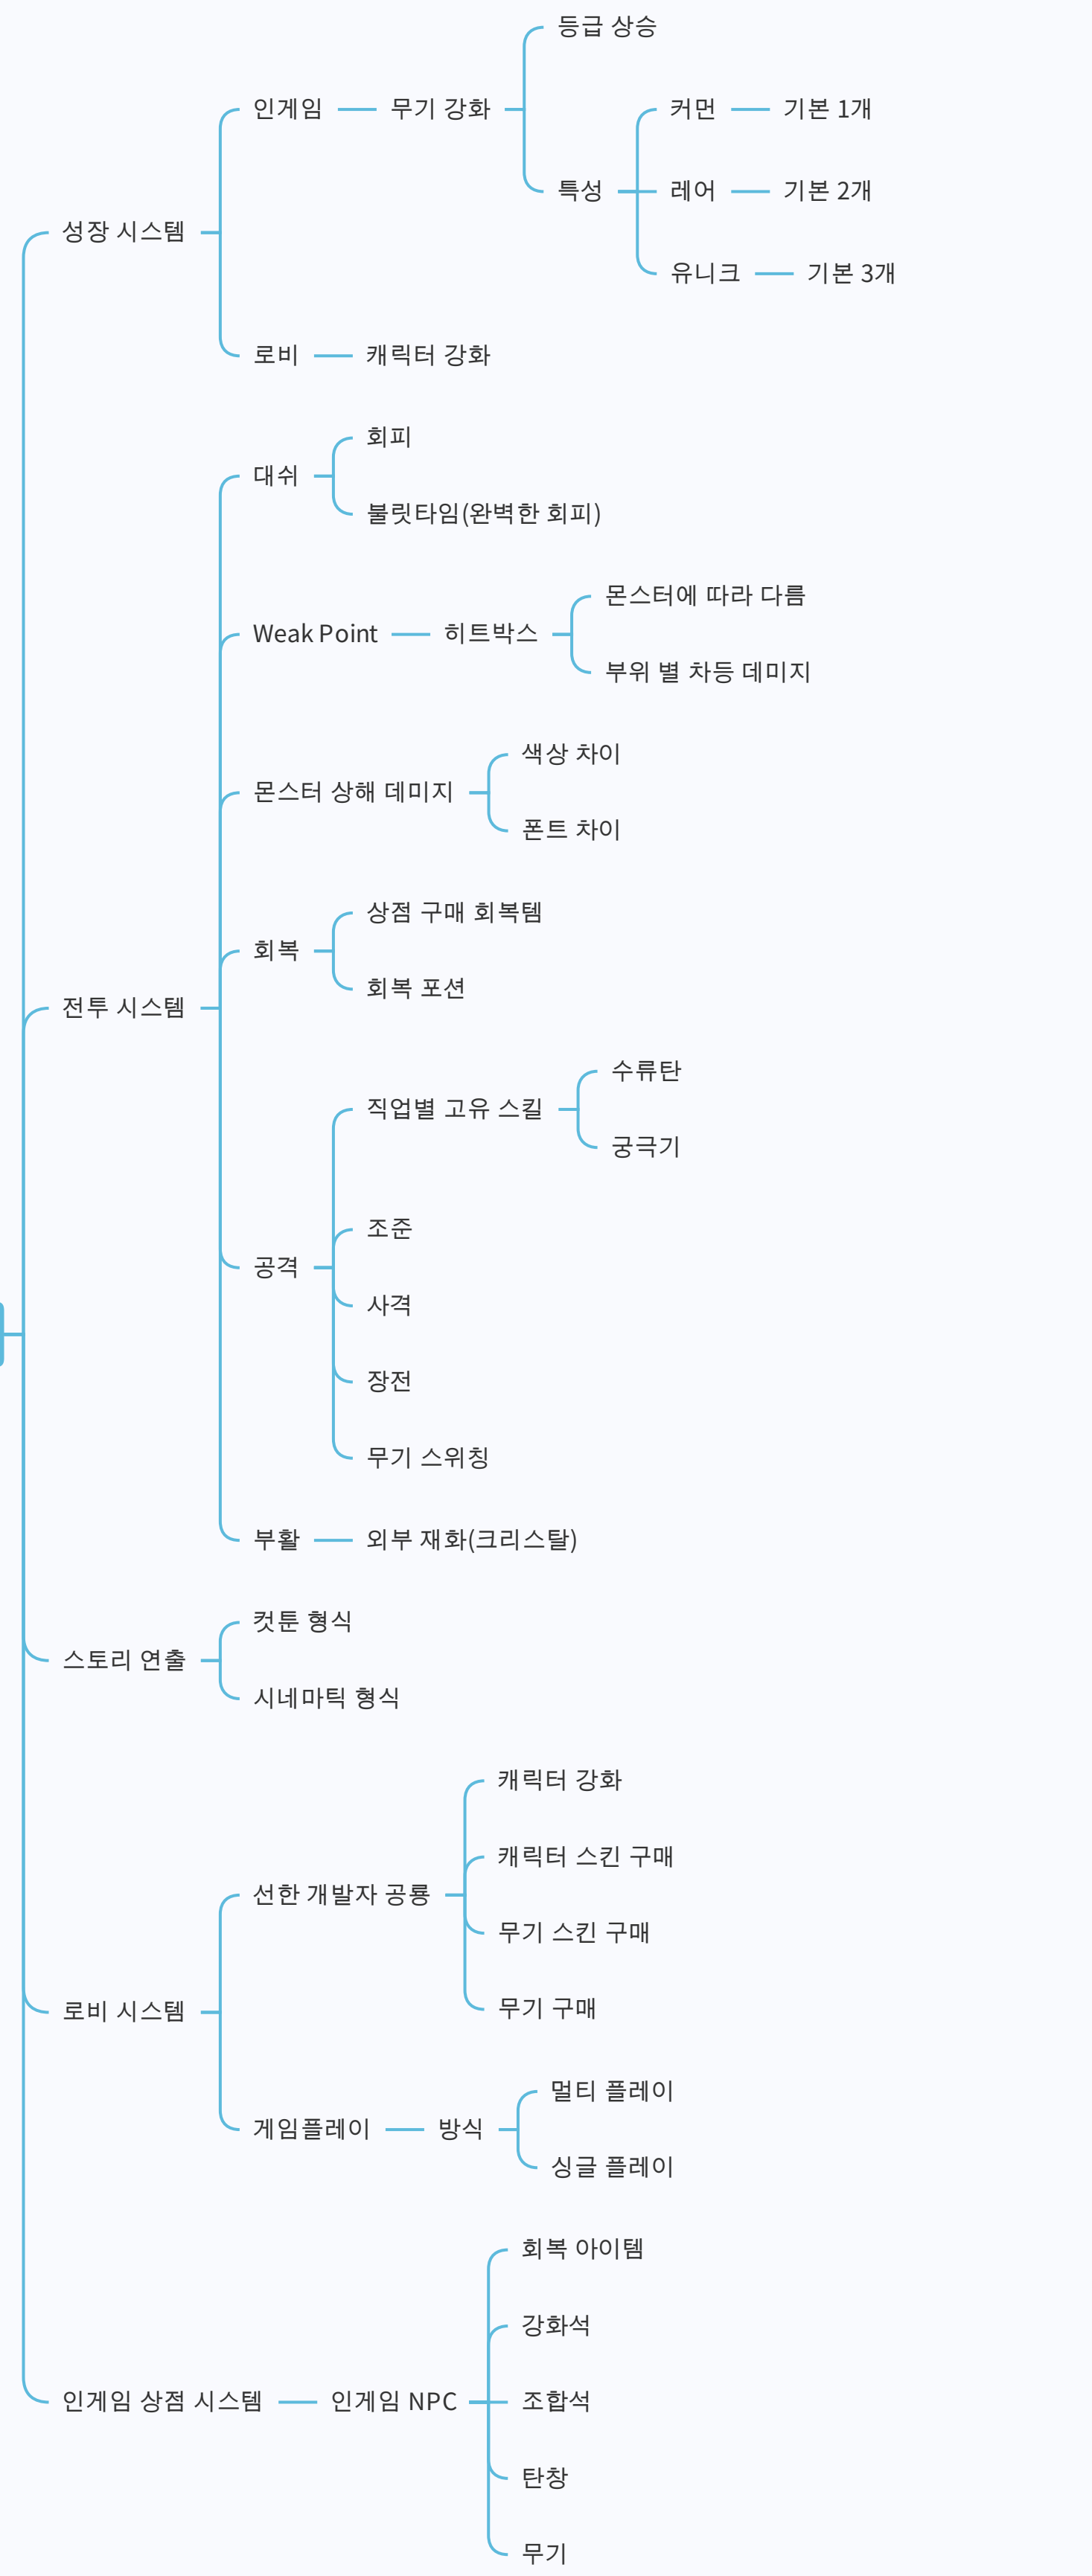 등급 상승
인게임
무기 강화
커먼
기본 1개
특성
레어
기본 2개
성장 시스템
유니크
기본 3개
로비
캐릭터 강화
회피
대쉬
불릿타임(완벽한 회피)
몬스터에 따라 다름
Weak Point
히트박스
부위 별 차등 데미지
색상 차이
몬스터 상해 데미지
폰트 차이
상점 구매 회복템
회복
회복 포션
전투 시스템
수류탄
직업별 고유 스킬
궁극기
조준
공격
사격
장전
무기 스위칭
부활
외부 재화(크리스탈)
컷툰 형식
스토리 연출
시네마틱 형식
캐릭터 강화
캐릭터 스킨 구매
선한 개발자 공룡
무기 스킨 구매
무기 구매
로비 시스템
멀티 플레이
게임플레이
방식
싱글 플레이
회복 아이템
강화석
인게임 상점 시스템
인게임 NPC
조합석
탄창
무기